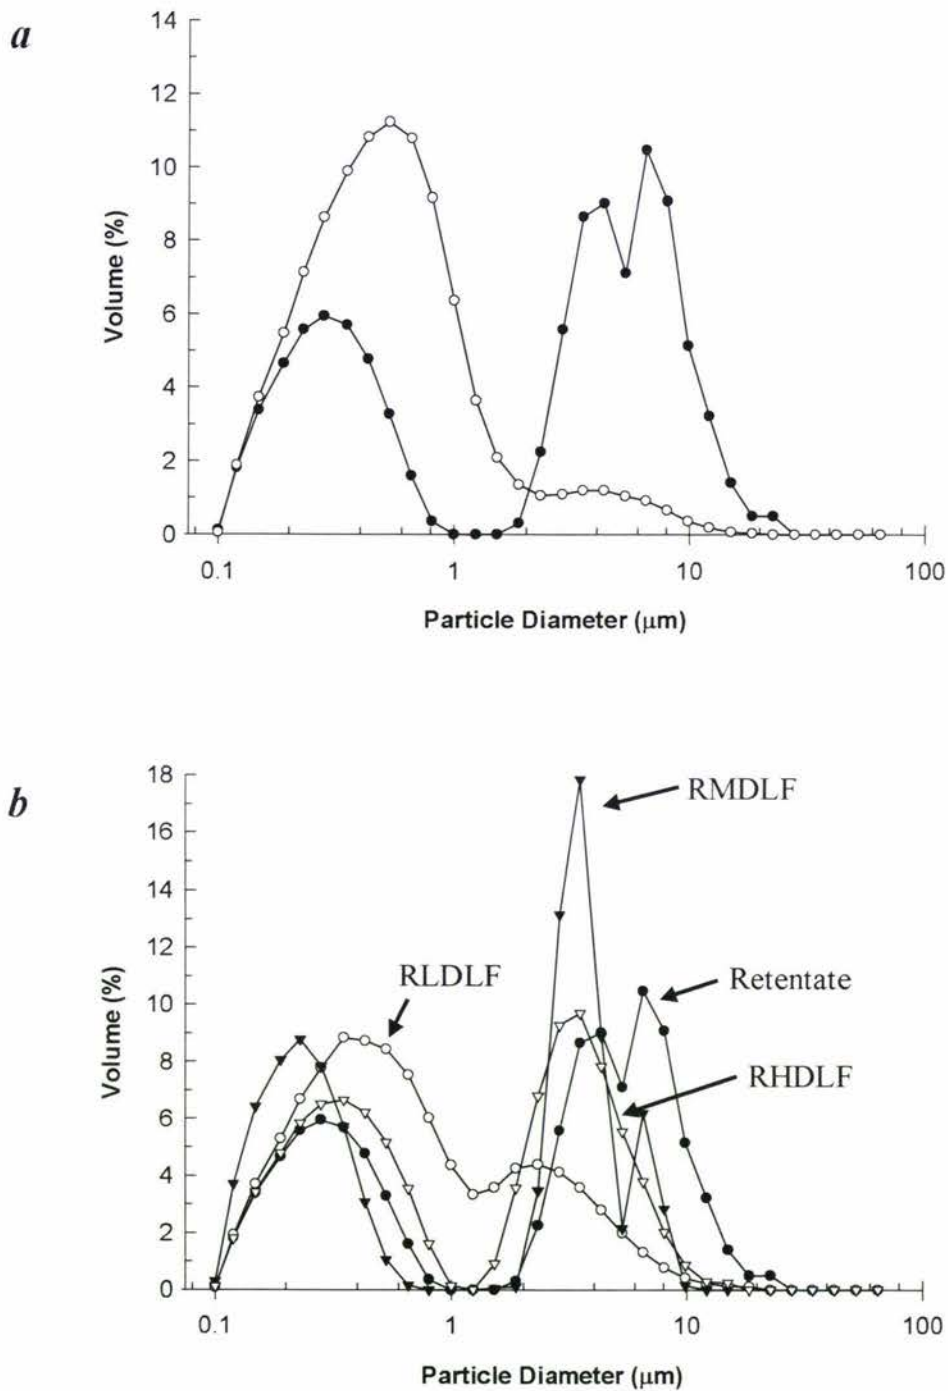 a
14
12
10
8
6
4
2
0
Volume (%)
0.1 1 10 100
Particle Diameter (μm)
b
18
16
14
12
10
8
6
4
2
0
Volume (%)
RMDLF
RLDLF
Retentate
RHDLF
0.1 1 10 100
Particle Diameter (μm)